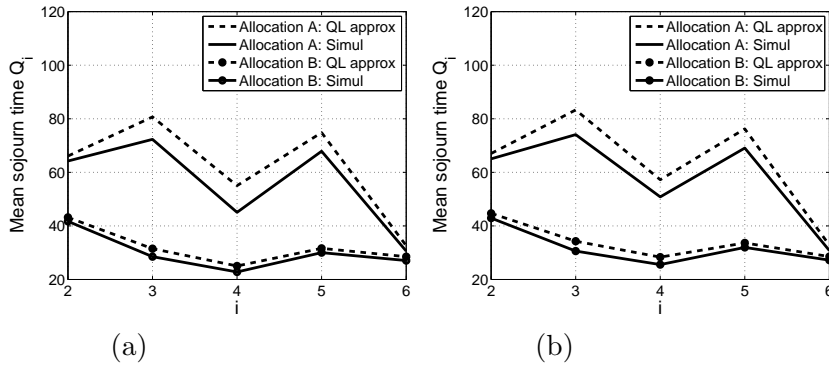 120
100
80
60
40
20
2
3
4
5
6
i
Mean sojourn time Q_i
Allocation A: QL approx
Allocation A: Simul
Allocation B: QL approx
Allocation B: Simul
(a)
120
100
80
60
40
20
2
3
4
5
6
i
Mean sojourn time Q_i
Allocation A: QL approx
Allocation A: Simul
Allocation B: QL approx
Allocation B: Simul
(b)